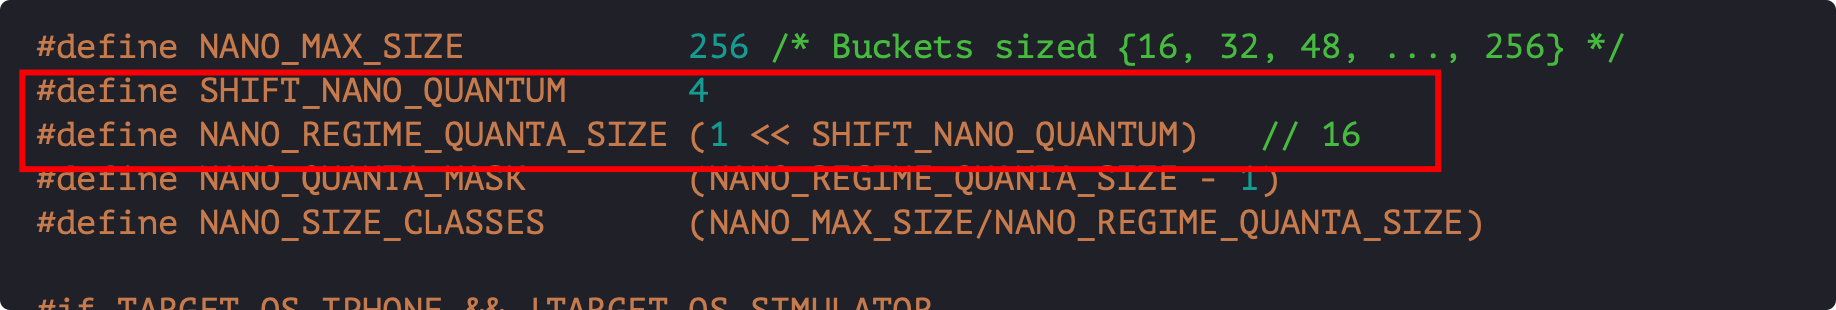 #define NANO_MAX_SIZE 256 /* Buckets sized {16, 32, 48, ..., 256} */
#define SHIFT_NANO_QUANTUM 4
#define NANO_REGIME_QUANTA_SIZE (1 << SHIFT_NANO_QUANTUM) // 16
#define NANO_QUANTA_MASK (NANO_REGIME_QUANTA_SIZE - 1)
#define NANO_SIZE_CLASSES (NANO_MAX_SIZE/NANO_REGIME_QUANTA_SIZE)
#if TARGET_OS_IPHONE && !TARGET_OS_SIMULATOR